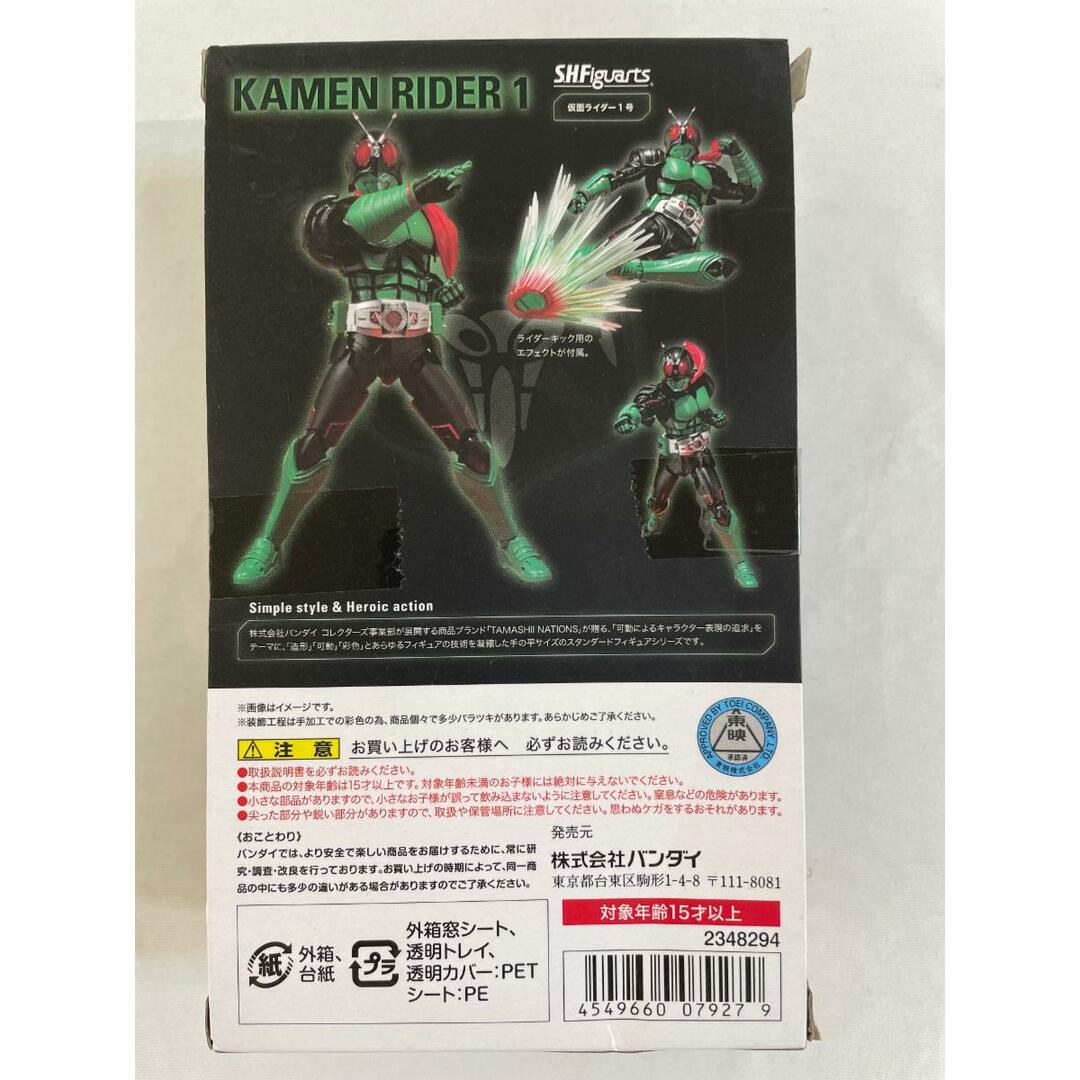 KAMEN RIDER 1
S.H.Figuarts
仮面ライダー1号
ライダーキック用の
エフェクトが付属。
Simple style & Heroic action
株式会社バンダイ コレクターズ事業部が展開する商品ブランド「TAMASHII NATIONS」が贈る、「可動によるキャラクター表現の追求」を
テーマに、「造形」「可動」「彩色」とあらゆるフィギュアの技術を凝縮した手の平サイズのスタンダードフィギュアシリーズです。
※画像はイメージです。
※装飾工程は手加工での彩色の為、商品個々で多少バラツキがあります。あらかじめご了承ください。
APPROVED BY TOEI COMPANY, LTD
東映
承認済
東映株式会社
注意 お買い上げのお客様へ 必ずお読みください。
●取扱説明書を必ずお読みください。
●本商品の対象年齢は15才以上です。対象年齢未満のお子様には絶対に与えないでください。
●小さな部品がありますので、小さなお子様が誤って飲み込まないように注意してください。窒息などの危険があります。
●尖った部分や鋭い部分がありますので、取扱や保管場所に注意してください。思わぬケガをするおそれがあります。
《おことわり》
バンダイでは、より安全で楽しい商品をお届けするために、常に研
究・調査・改良を行っております。お買い上げの時期によって、同一商
品の中にも多少の違いがある場合がありますのでご了承ください。
発売元
株式会社バンダイ
東京都台東区駒形1-4-8 〒111-8081
対象年齢15才以上
2348294
紙
外箱、
台紙
プラ
外箱窓シート、
透明トレイ、
透明カバー:PET
シート:PE
4549660 07927 9